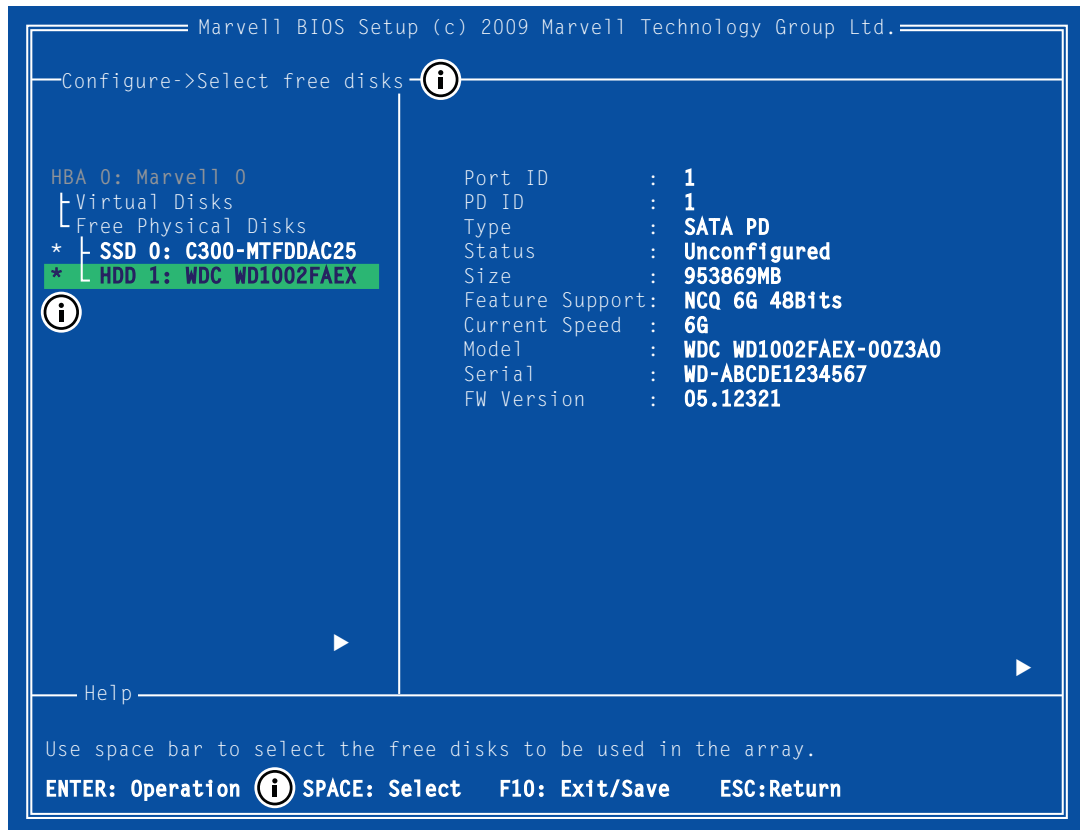 Marvell BIOS Setup (c) 2009 Marvell Technology Group Ltd.
Configure->Select free disks
HBA 0: Marvell 0
Virtual Disks
Free Physical Disks
* SSD 0: C300-MTFDDAC25
* HDD 1: WDC WD1002FAEX
Port ID : 1
PD ID : 1
Type : SATA PD
Status : Unconfigured
Size : 953869MB
Feature Support: NCQ 6G 48Bits
Current Speed : 6G
Model : WDC WD1002FAEX-00Z3A0
Serial : WD-ABCDE1234567
FW Version : 05.12321
Help
Use space bar to select the free disks to be used in the array.
ENTER: Operation SPACE: Select F10: Exit/Save ESC:Return